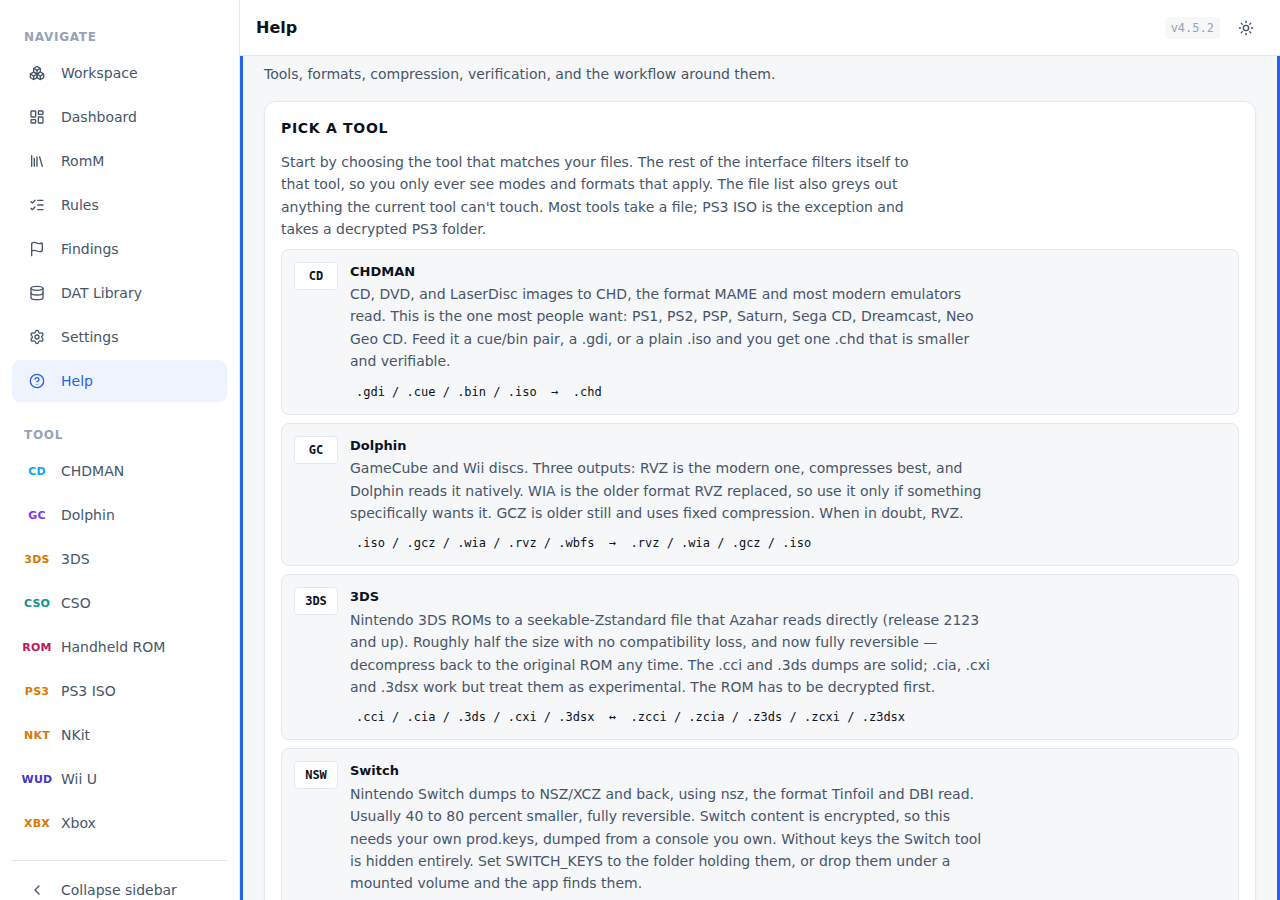 NAVIGATE
Workspace
Dashboard
RomM
Rules
Findings
DAT Library
Settings
Help
TOOL
CD CHDMAN
GC Dolphin
3DS 3DS
CSO CSO
ROM Handheld ROM
PS3 PS3 ISO
NKT NKit
WUD Wii U
XBX Xbox
Collapse sidebar
Help
v4.5.2
Tools, formats, compression, verification, and the workflow around them.
PICK A TOOL
Start by choosing the tool that matches your files. The rest of the interface filters itself to
that tool, so you only ever see modes and formats that apply. The file list also greys out
anything the current tool can't touch. Most tools take a file; PS3 ISO is the exception and
takes a decrypted PS3 folder.
CD CHDMAN
CD, DVD, and LaserDisc images to CHD, the format MAME and most modern emulators
read. This is the one most people want: PS1, PS2, PSP, Saturn, Sega CD, Dreamcast, Neo
Geo CD. Feed it a cue/bin pair, a .gdi, or a plain .iso and you get one .chd that is smaller
and verifiable.
.gdi / .cue / .bin / .iso → .chd
GC Dolphin
GameCube and Wii discs. Three outputs: RVZ is the modern one, compresses best, and
Dolphin reads it natively. WIA is the older format RVZ replaced, so use it only if something
specifically wants it. GCZ is older still and uses fixed compression. When in doubt, RVZ.
.iso / .gcz / .wia / .rvz / .wbfs → .rvz / .wia / .gcz / .iso
3DS 3DS
Nintendo 3DS ROMs to a seekable-Zstandard file that Azahar reads directly (release 2123
and up). Roughly half the size with no compatibility loss, and now fully reversible —
decompress back to the original ROM any time. The .cci and .3ds dumps are solid; .cia, .cxi
and .3dsx work but treat them as experimental. The ROM has to be decrypted first.
.cci / .cia / .3ds / .cxi / .3dsx ↔ .zcci / .zcia / .z3ds / .zcxi / .z3dsx
NSW Switch
Nintendo Switch dumps to NSZ/XCZ and back, using nsz, the format Tinfoil and DBI read.
Usually 40 to 80 percent smaller, fully reversible. Switch content is encrypted, so this
needs your own prod.keys, dumped from a console you own. Without keys the Switch tool
is hidden entirely. Set SWITCH_KEYS to the folder holding them, or drop them under a
mounted volume and the app finds them.